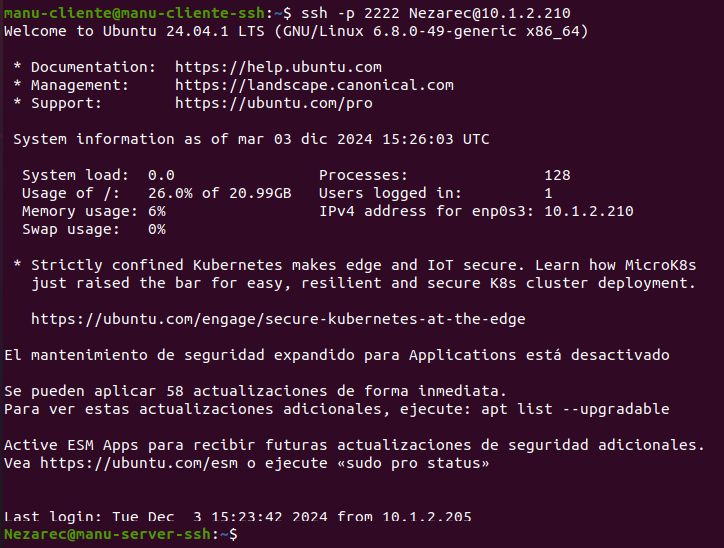 manu-cliente@manu-cliente-ssh:~$ ssh -p 2222 Nezarec@10.1.2.210
Welcome to Ubuntu 24.04.1 LTS (GNU/Linux 6.8.0-49-generic x86_64)
* Documentation:  https://help.ubuntu.com
* Management:     https://landscape.canonical.com
* Support:        https://ubuntu.com/pro
System information as of mar 03 dic 2024 15:26:03 UTC
System load:  0.0                Processes:               128
Usage of /:   26.0% of 20.99GB   Users logged in:         1
Memory usage: 6%                 IPv4 address for enp0s3: 10.1.2.210
Swap usage:   0%
* Strictly confined Kubernetes makes edge and IoT secure. Learn how MicroK8s
just raised the bar for easy, resilient and secure K8s cluster deployment.
https://ubuntu.com/engage/secure-kubernetes-at-the-edge
El mantenimiento de seguridad expandido para Applications está desactivado
Se pueden aplicar 58 actualizaciones de forma inmediata.
Para ver estas actualizaciones adicionales, ejecute: apt list --upgradable
Active ESM Apps para recibir futuras actualizaciones de seguridad adicionales.
Vea https://ubuntu.com/esm o ejecute «sudo pro status»
Last login: Tue Dec  3 15:23:42 2024 from 10.1.2.205
Nezarec@manu-server-ssh:~$